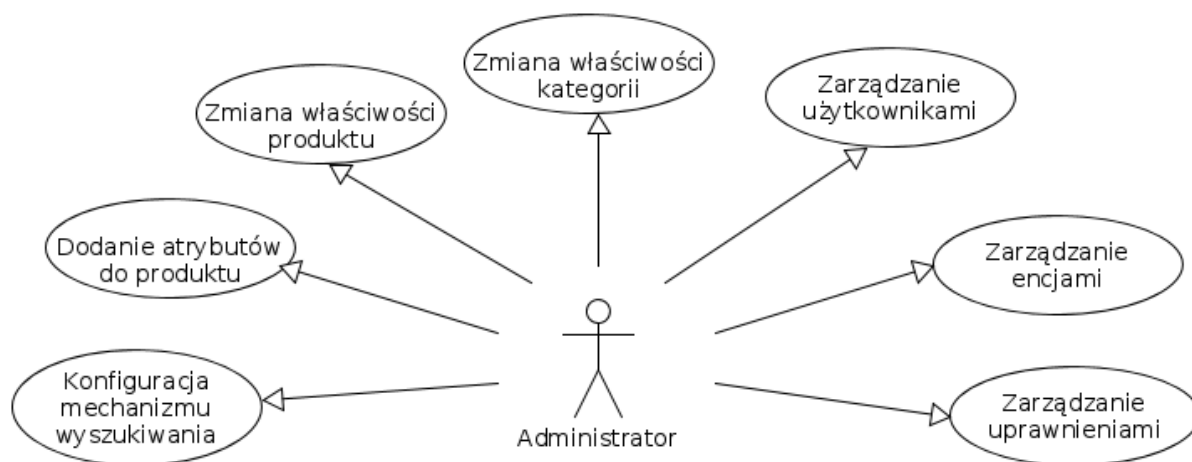 Zmiana właściwości
kategorii
Zmiana właściwości
produktu
Zarządzanie
użytkownikami
Dodanie atrybutów
do produktu
Zarządzanie
encjami
Konfiguracja
mechanizmu
wyszukiwania
Zarządzanie
uprawnieniami
Administrator